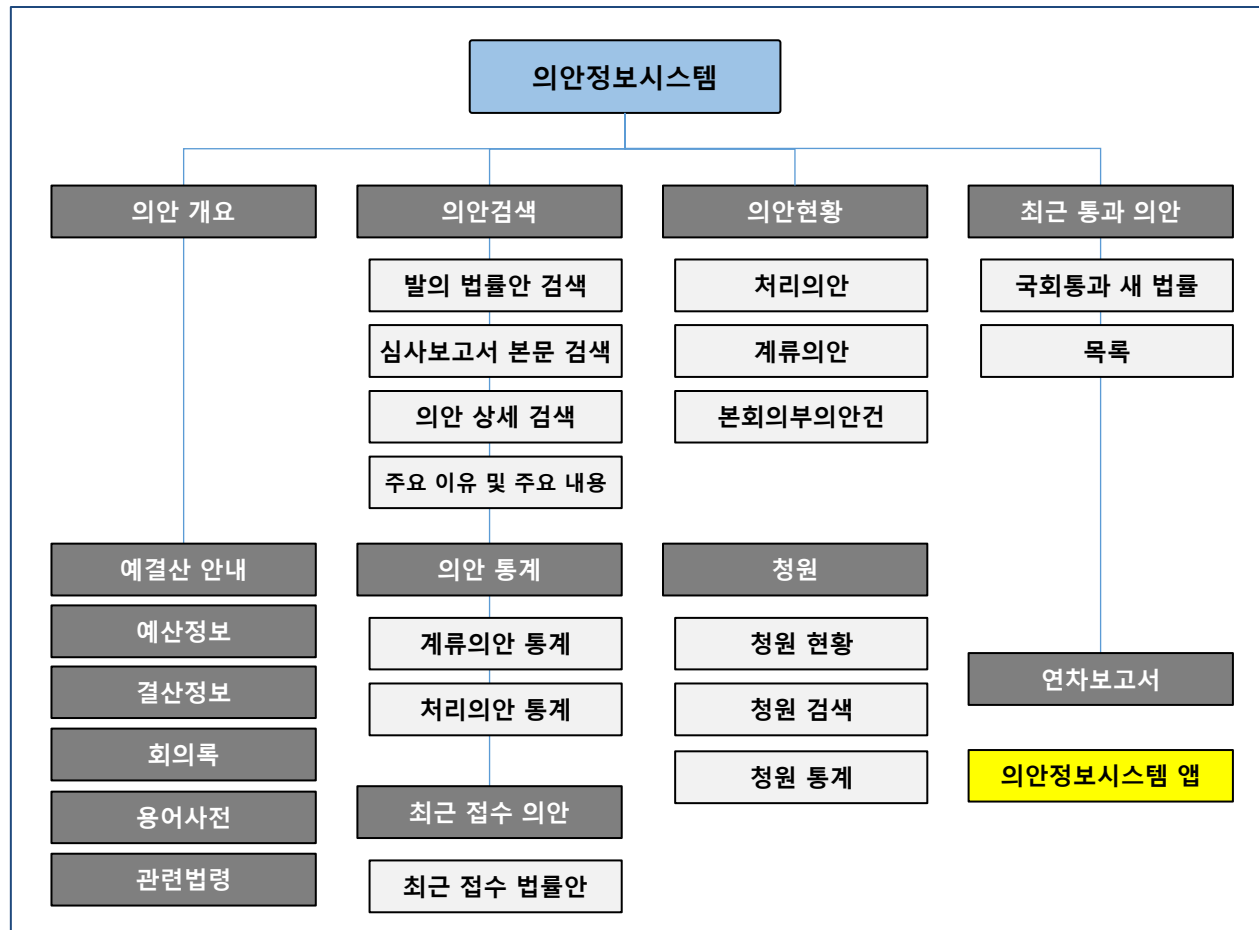 의안정보시스템
의안 개요
의안검색
의안현황
최근 통과 의안
발의 법률안 검색
처리의안
국회통과 새 법률
심사보고서 본문 검색
계류의안
목록
의안 상세 검색
본회의부의안건
주요 이유 및 주요 내용
예결산 안내
의안 통계
청원
예산정보
계류의안 통계
청원 현황
결산정보
처리의안 통계
청원 검색
연차보고서
회의록
청원 통계
의안정보시스템 앱
용어사전
최근 접수 의안
관련법령
최근 접수 법률안